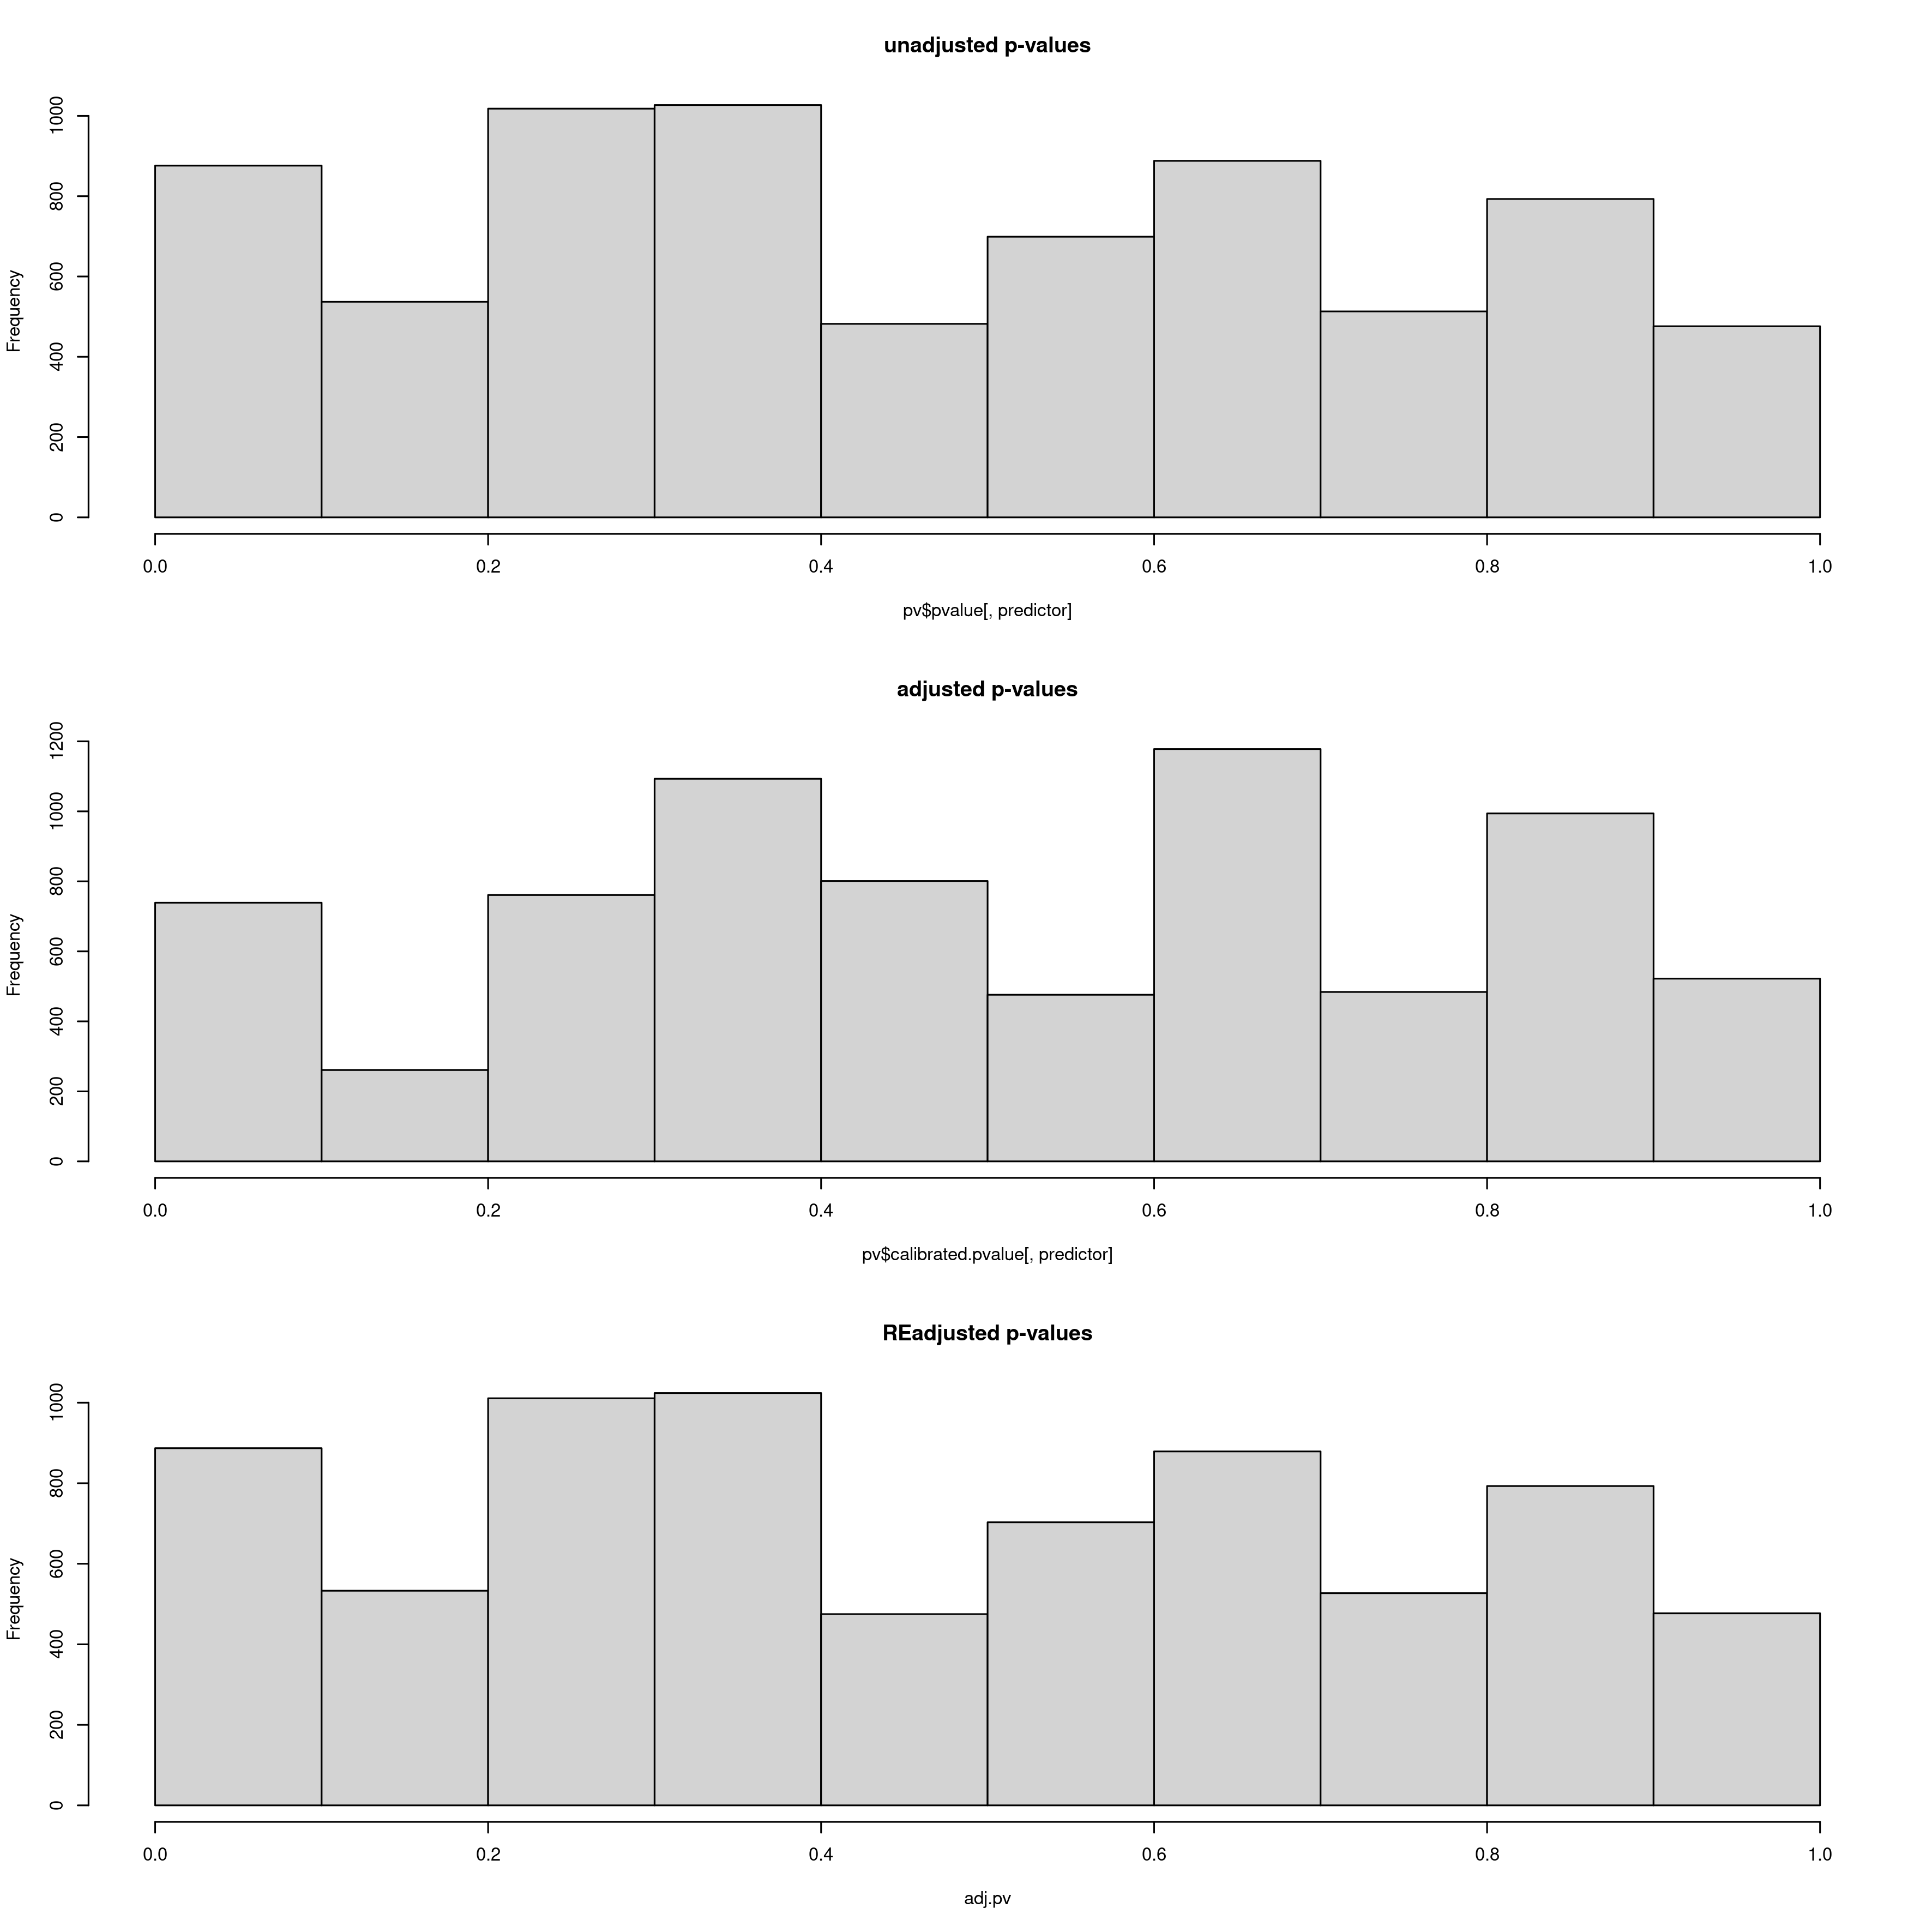 unadjusted p-values
Frequency
0 200 400 600 800 1000
0.0 0.2 0.4 0.6 0.8 1.0
pv$pvalue[, predictor]
adjusted p-values
Frequency
0 200 400 600 800 1000 1200
0.0 0.2 0.4 0.6 0.8 1.0
pv$calibrated.pvalue[, predictor]
REadjusted p-values
Frequency
0 200 400 600 800 1000
0.0 0.2 0.4 0.6 0.8 1.0
adj.pv